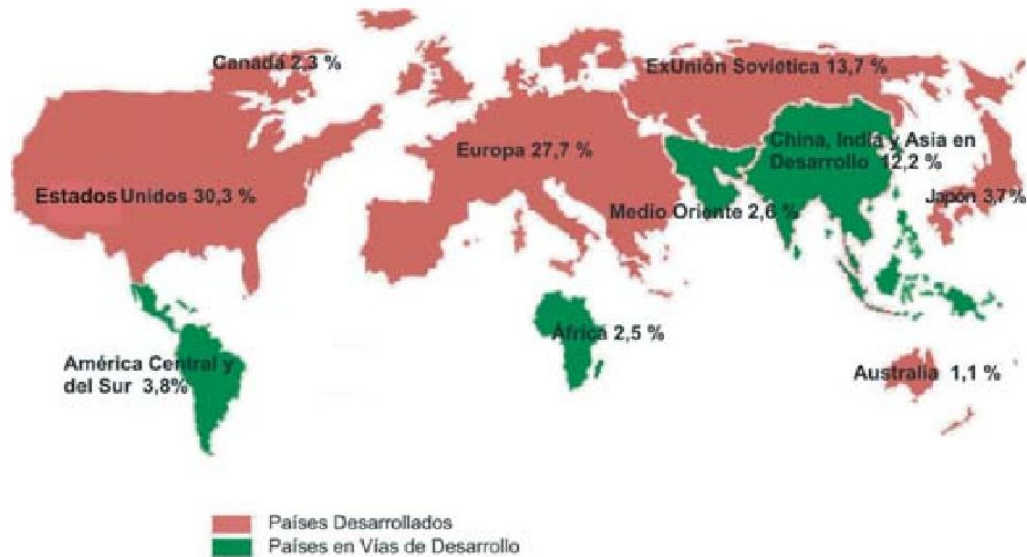 Canadá 2,3 %
ExUnión Soviética 13,7 %
Europa 27,7 %
China, India y Asia en
Desarrollo 12,2 %
Estados Unidos 30,3 %
Medio Oriente 2,6 %
Japón 3,7%
África 2,5 %
América Central y
del Sur 3,8%
Australia 1,1 %
Países Desarrollados
Países en Vías de Desarrollo